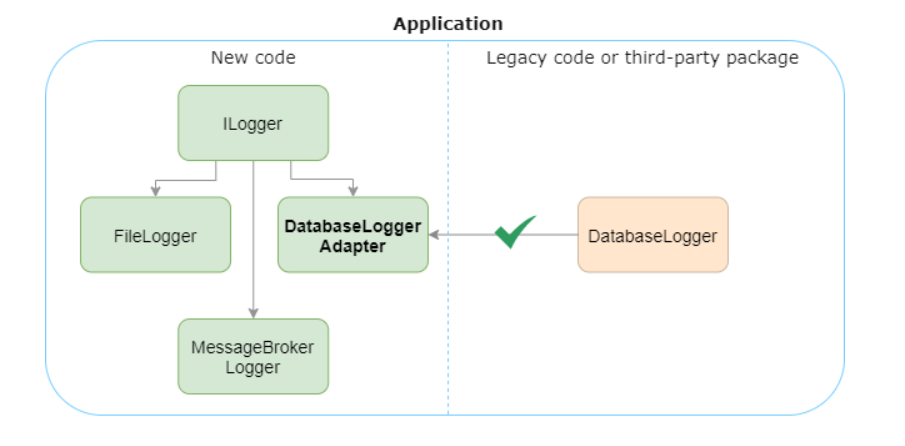 Application
New code
Legacy code or third-party package
ILogger
FileLogger
DatabaseLogger
Adapter
DatabaseLogger
MessageBroker
Logger